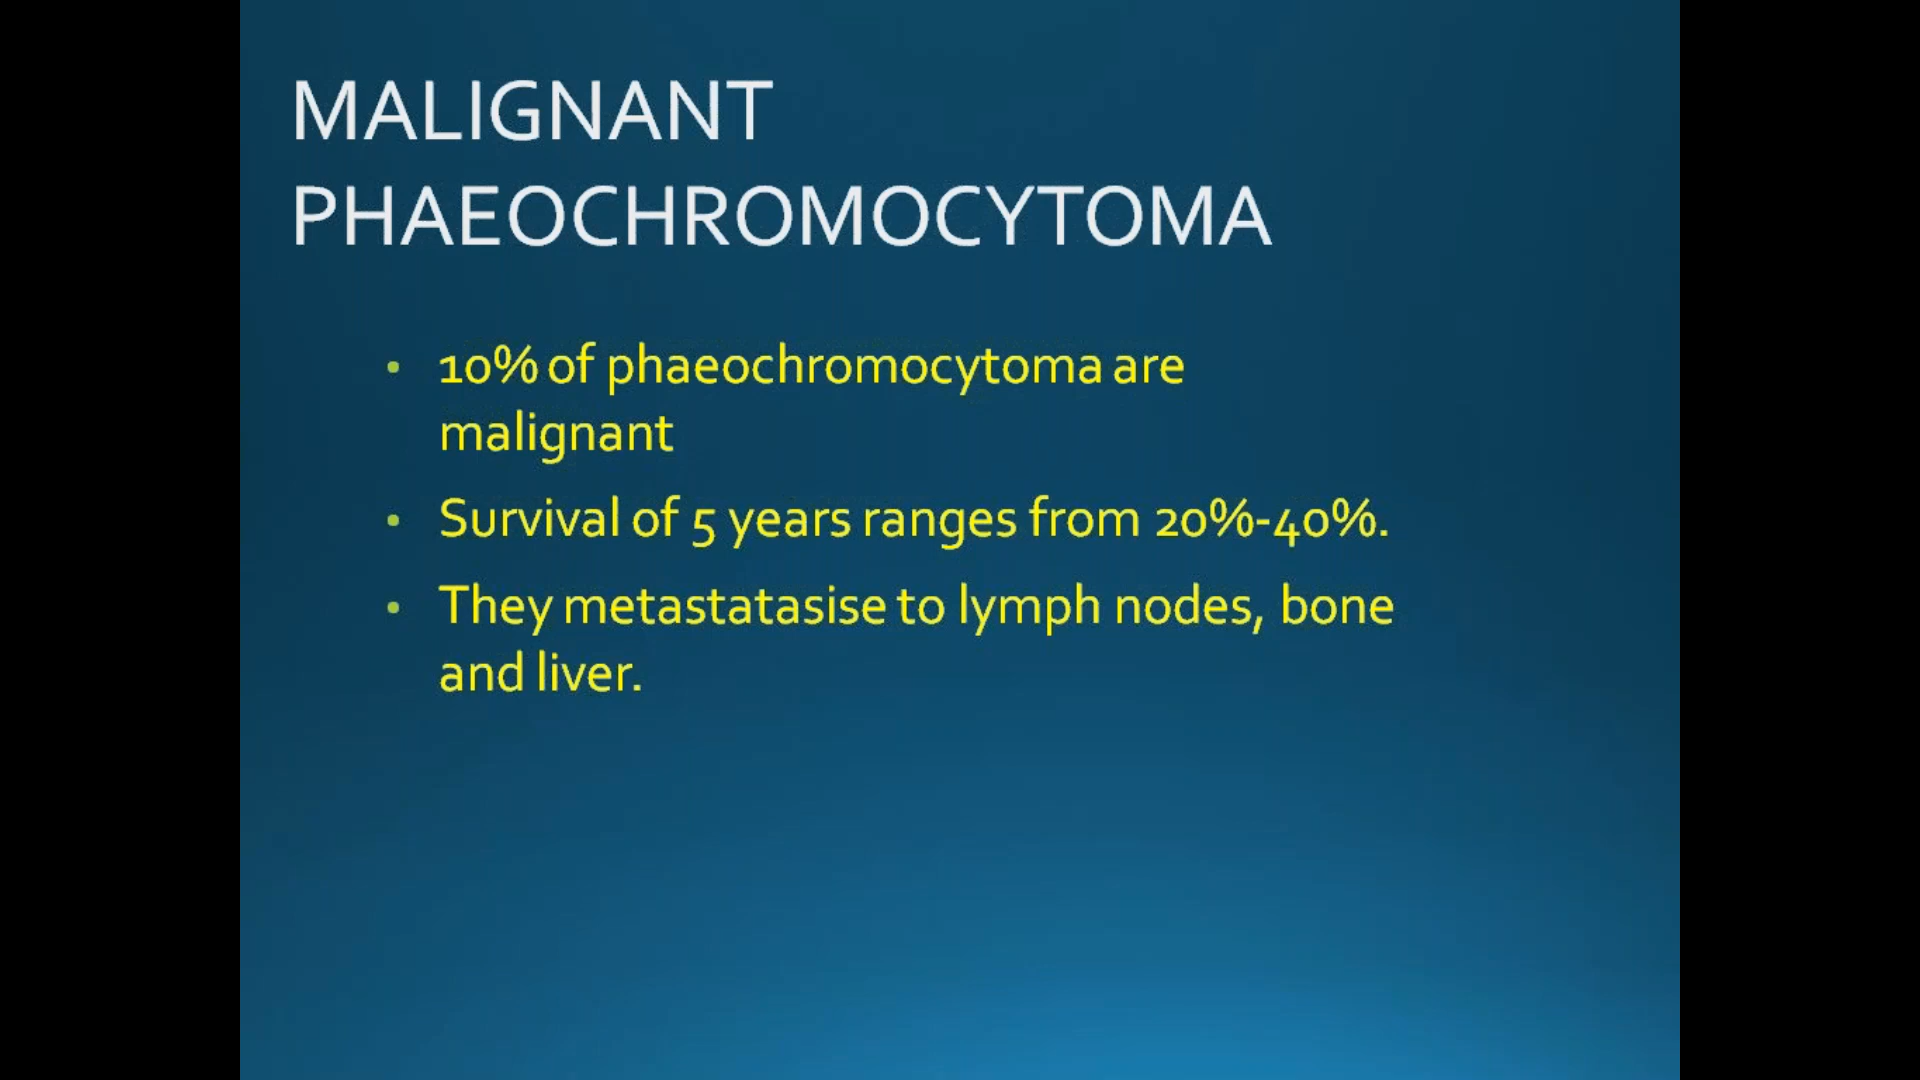 MALIGNANT
PHAEOCHROMOCYTOMA
• 10% of phaeochromocytoma are
malignant
• Survival of 5 years ranges from 20%-40%.
• They metastatasise to lymph nodes, bone
and liver.